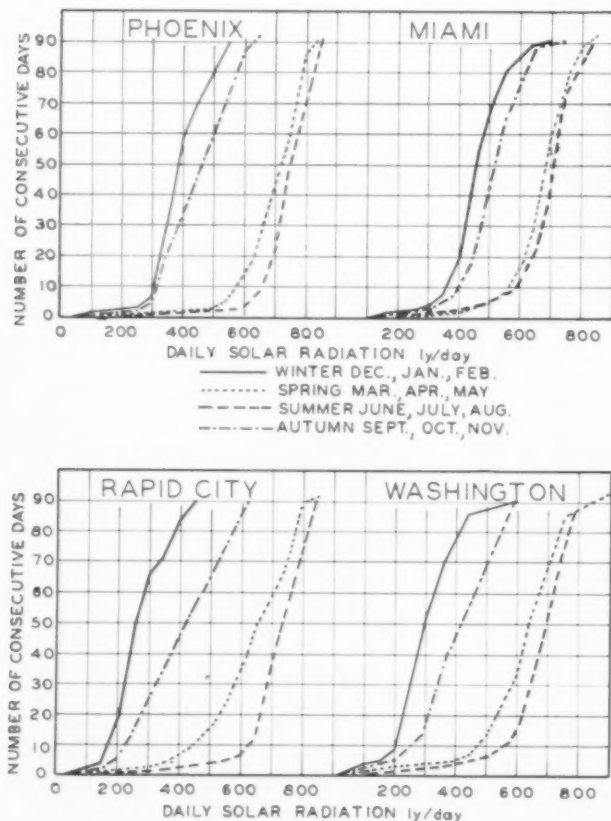 PHOENIX MIAMI
NUMBER OF CONSECUTIVE DAYS
90
80
70
60
50
40
30
20
10
0
0 200 400 600 800 200 400 600 800
DAILY SOLAR RADIATION ly/day
WINTER DEC., JAN., FEB.
SPRING MAR., APR., MAY
SUMMER JUNE, JULY, AUG.
AUTUMN SEPT., OCT., NOV.
RAPID CITY WASHINGTON
NUMBER OF CONSECUTIVE DAYS
90
80
70
60
50
40
30
20
10
0
0 200 400 600 800 200 400 600 800
DAILY SOLAR RADIATION ly/day